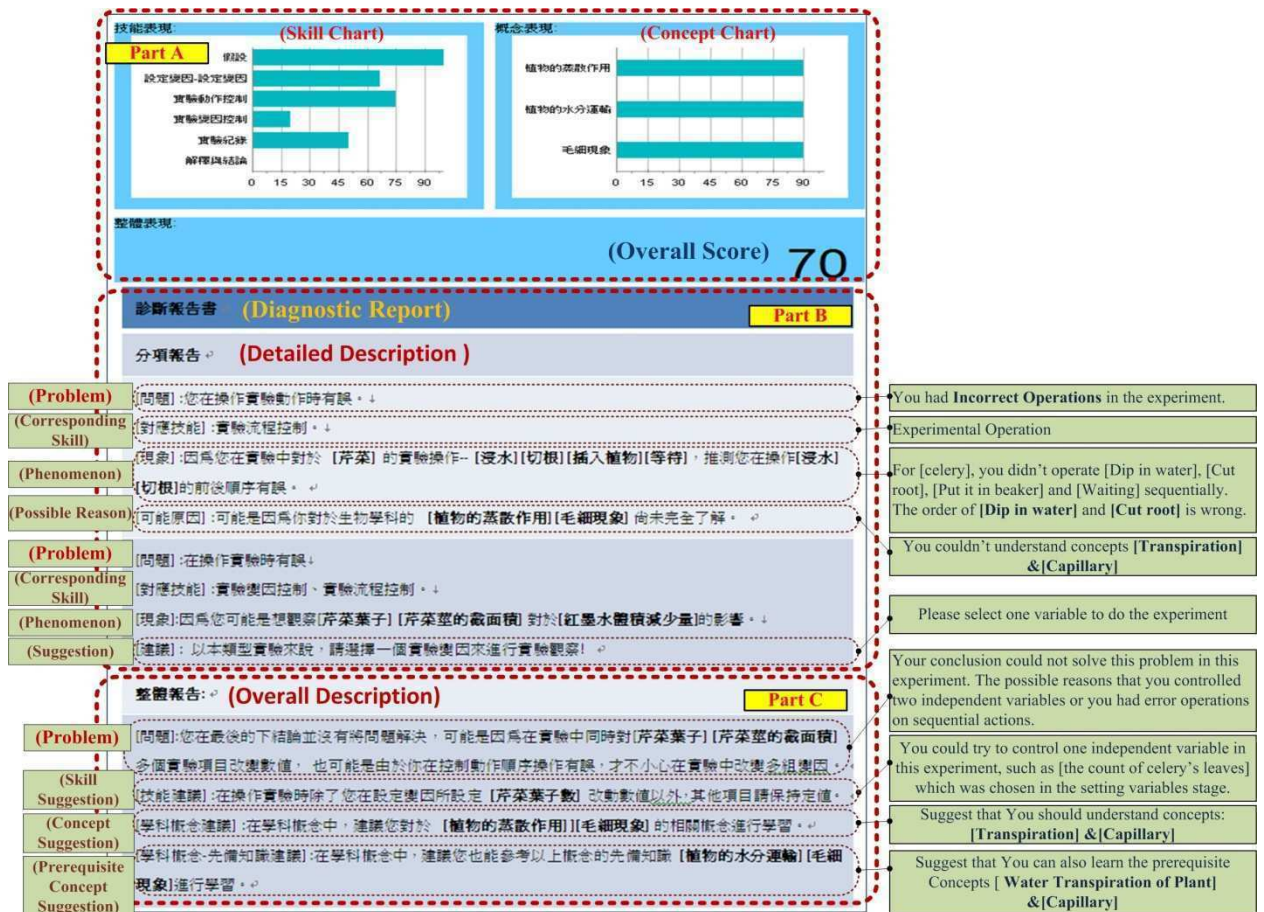 技能表現:
(Skill Chart)
Part A
假設
設定變因-設定變因
實驗動作控制
實驗變因控制
實驗紀錄
解釋與結論
0 15 30 45 60 75 90
概念表現:
(Concept Chart)
植物的蒸散作用
植物的水分運輸
毛細現象
0 15 30 45 60 75 90
整體表現:
(Overall Score) 70
診斷報告書 (Diagnostic Report)
Part B
分項報告 (Detailed Description )
(Problem)
[問題] :您在操作實驗動作時有誤。
You had Incorrect Operations in the experiment.
(Corresponding
Skill)
[對應技能] :實驗流程控制。
Experimental Operation
(Phenomenon)
[現象] :因為您在實驗中對於 [芹菜] 的實驗操作-- [浸水] [切根] [插入植物] [等待],推測您在操作[浸水]
[切根]的前後順序有誤。
For [celery], you didn't operate [Dip in water], [Cut
root], [Put it in beaker] and [Waiting] sequentially.
The order of [Dip in water] and [Cut root] is wrong.
(Possible Reason)
[可能原因] :可能是因為你對於生物學科的 [植物的蒸散作用] [毛細現象] 尚未完全了解。
You couldn't understand concepts [Transpiration]
&[Capillary]
(Problem)
[問題] :在操作實驗時有誤
(Corresponding
Skill)
[對應技能] :實驗變因控制、實驗流程控制。
(Phenomenon)
[現象]:因為您可能是想觀察[芹菜葉子] [芹菜莖的截面積] 對於[紅墨水體積減少量]的影響。
(Suggestion)
[建議] : 以本類型實驗來說,請選擇一個實驗變因來進行實驗觀察!
Please select one variable to do the experiment
整體報告: (Overall Description)
Part C
(Problem)
[問題]:您在最後的下結論並沒有將問題解決,可能是因為在實驗中同時對[芹菜葉子] [芹菜莖的截面積]
多個實驗項目改變數值, 也可能是由於你在控制動作順序操作有誤,才不小心在實驗中改變多組變因。
Your conclusion could not solve this problem in this
experiment. The possible reasons that you controlled
two independent variables or you had error operations
on sequential actions.
(Skill
Suggestion)
[技能建議] :在操作實驗時除了您在設定變因所設定 [芹菜葉子數] 改動數值以外;其他項目請保持定值。
You could try to control one independent variable in
this experiment, such as [the count of celery's leaves]
which was chosen in the setting variables stage.
(Concept
Suggestion)
[學科概念建議] :在學科概念中,建議您對於 [植物的蒸散作用]][毛細現象] 的相關概念進行學習。
Suggest that You should understand concepts:
[Transpiration] &[Capillary]
(Prerequisite
Concept
Suggestion)
[學科概念-先備知識建議] :在學科概念中,建議您也能參考以上概念的先備知識 [植物的水分運輸] [毛細
現象]進行學習。
Suggest that You can also learn the prerequisite
Concepts [ Water Transpiration of Plant]
&[Capillary]